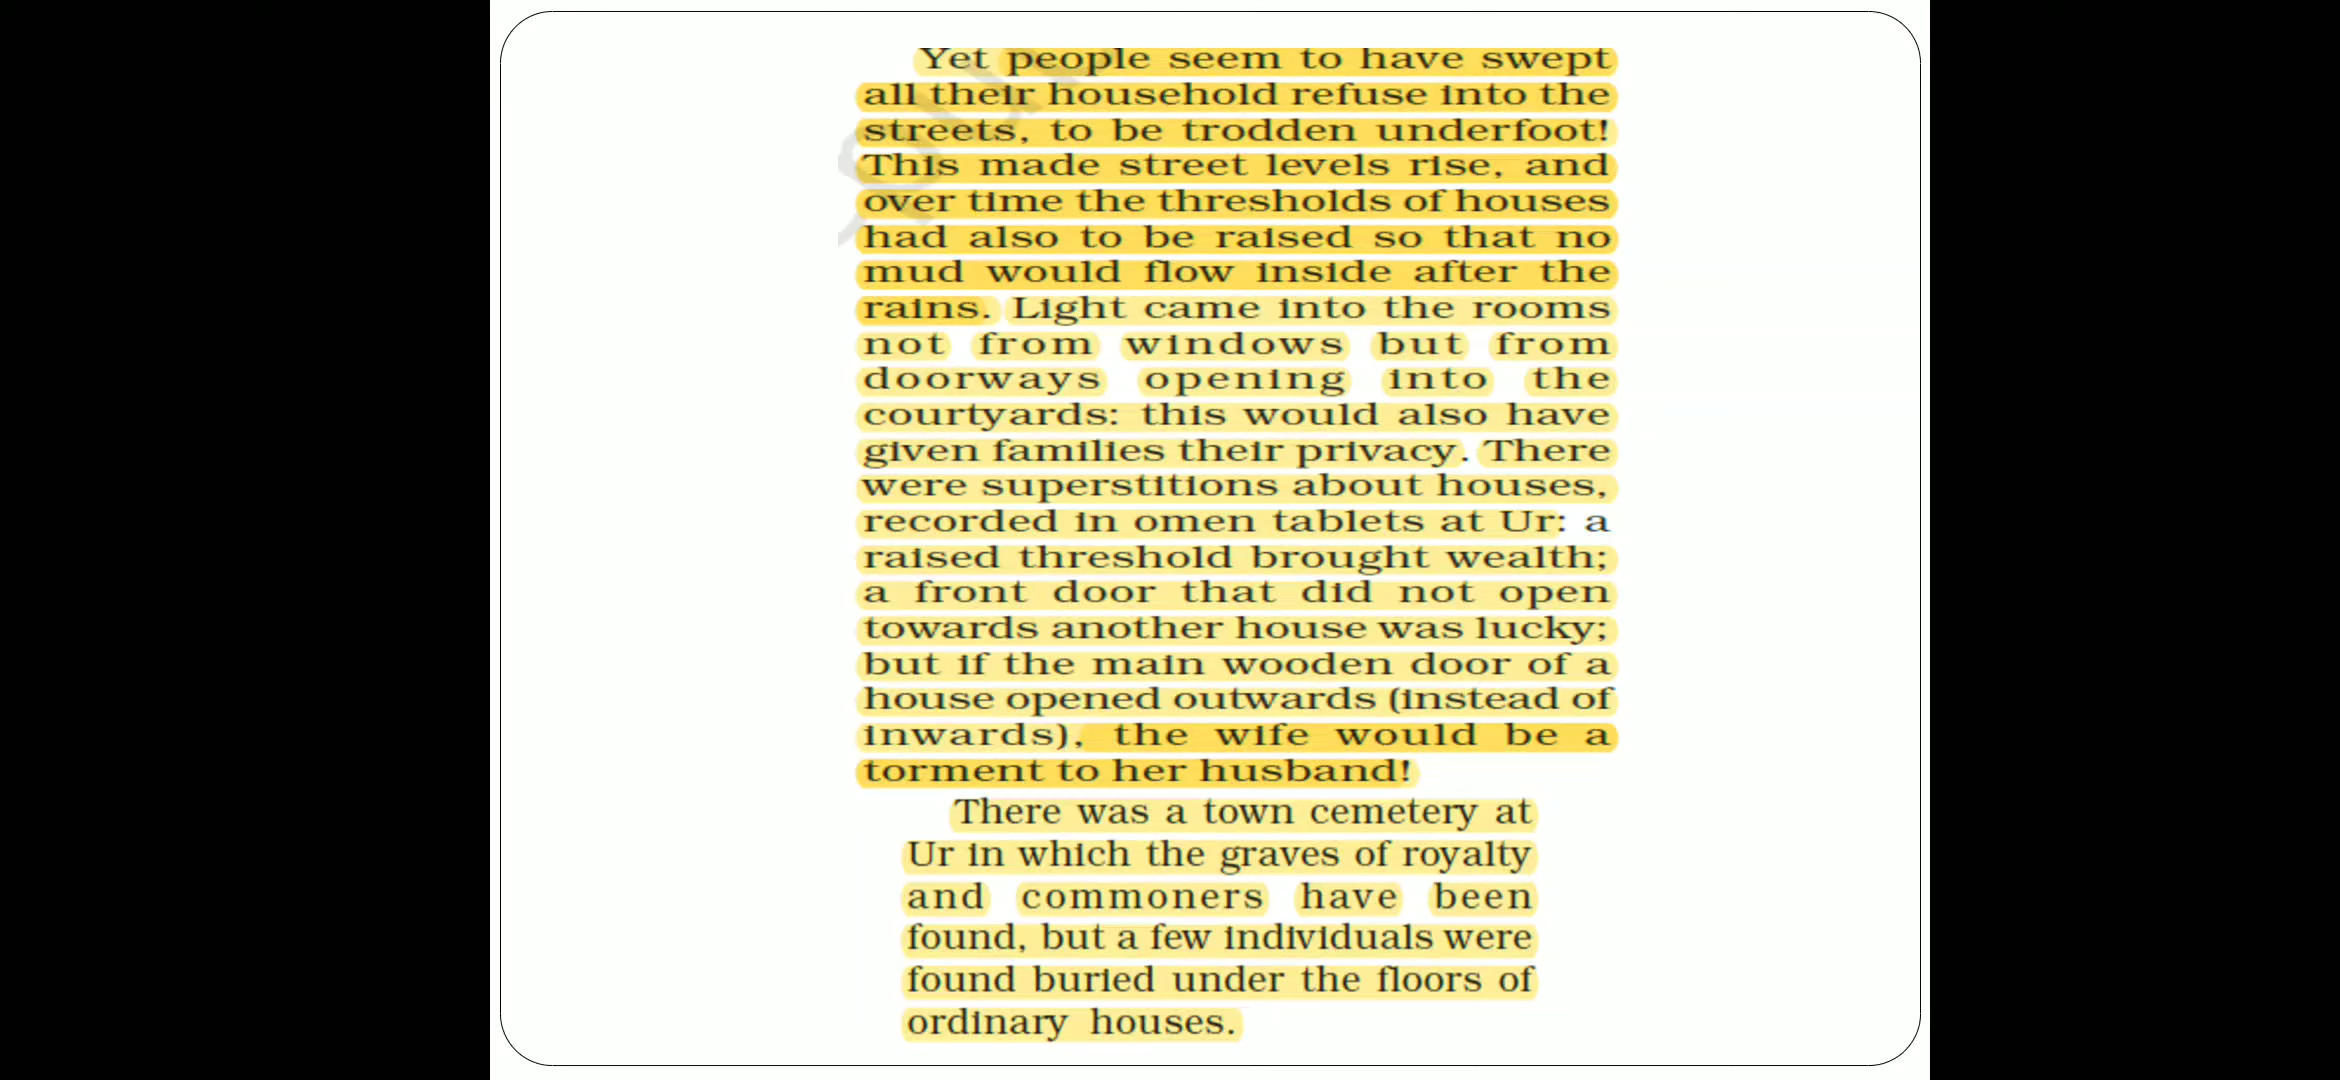 Yet people seem to have swept
all their household refuse into the
streets, to be trodden underfoot!
This made street levels rise, and
over time the thresholds of houses
had also to be raised so that no
mud would flow inside after the
rains. Light came into the rooms
not from windows but from
doorways opening into the
courtyards: this would also have
given families their privacy. There
were superstitions about houses,
recorded in omen tablets at Ur: a
raised threshold brought wealth;
a front door that did not open
towards another house was lucky;
but if the main wooden door of a
house opened outwards (instead of
inwards), the wife would be a
torment to her husband!
There was a town cemetery at
Ur in which the graves of royalty
and commoners have been
found, but a few individuals were
found buried under the floors of
ordinary houses.